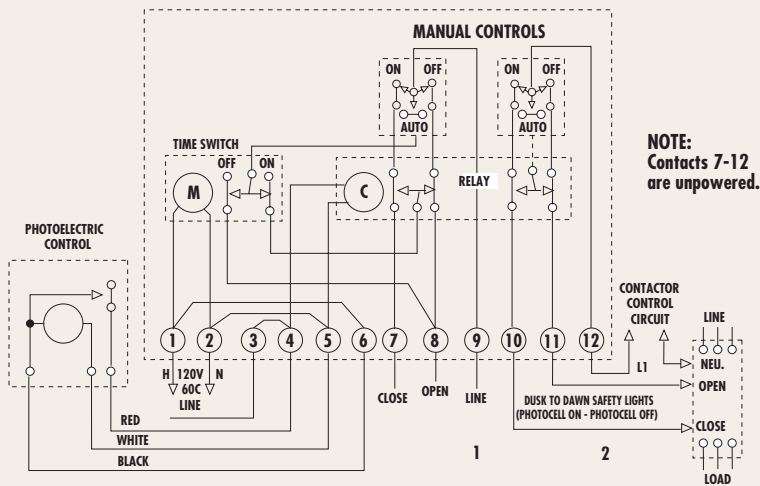 MANUAL CONTROLS
ON OFF
AUTO
ON OFF
AUTO
TIME SWITCH
OFF ON
M
C
RELAY
NOTE:
Contacts 7-12
are unpowered.
PHOTOELECTRIC
CONTROL
1 2 3 4 5 6 7 8 9 10 11 12
H 120V N
60C
LINE
CLOSE
OPEN
LINE
CONTACTOR
CONTROL
CIRCUIT
L1
LINE
NEU.
OPEN
CLOSE
LOAD
DUSK TO DAWN SAFETY LIGHTS
(PHOTOCELL ON - PHOTOCELL OFF)
RED
WHITE
BLACK
1 2